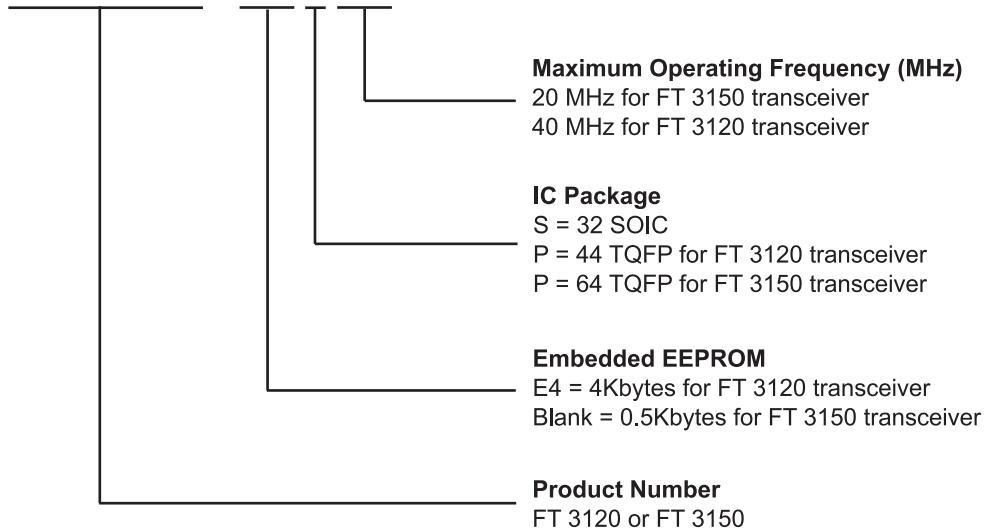 Maximum Operating Frequency (MHz)
20 MHz for FT 3150 transceiver
40 MHz for FT 3120 transceiver
IC Package
S = 32 SOIC
P = 44 TQFP for FT 3120 transceiver
P = 64 TQFP for FT 3150 transceiver
Embedded EEPROM
E4 = 4Kbytes for FT 3120 transceiver
Blank = 0.5Kbytes for FT 3150 transceiver
Product Number
FT 3120 or FT 3150